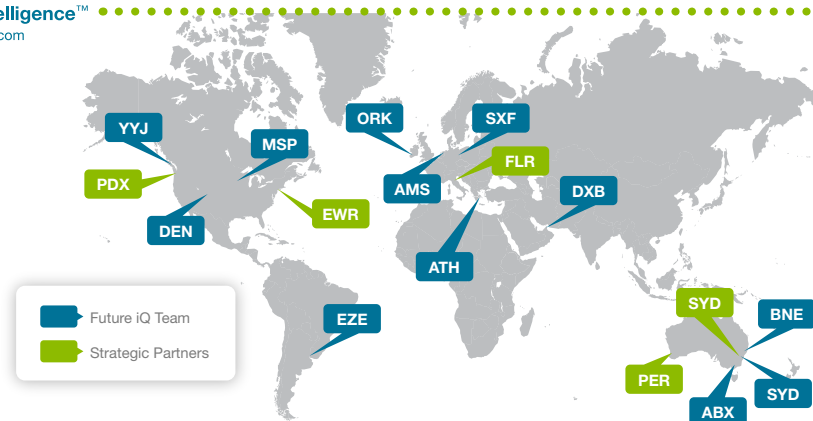 elligence™
com
YYJ
MSP
PDX
DEN
EWR
ORK
SXF
FLR
AMS
DXB
ATH
EZE
SYD
BNE
PER
SYD
ABX
Future iQ Team
Strategic Partners